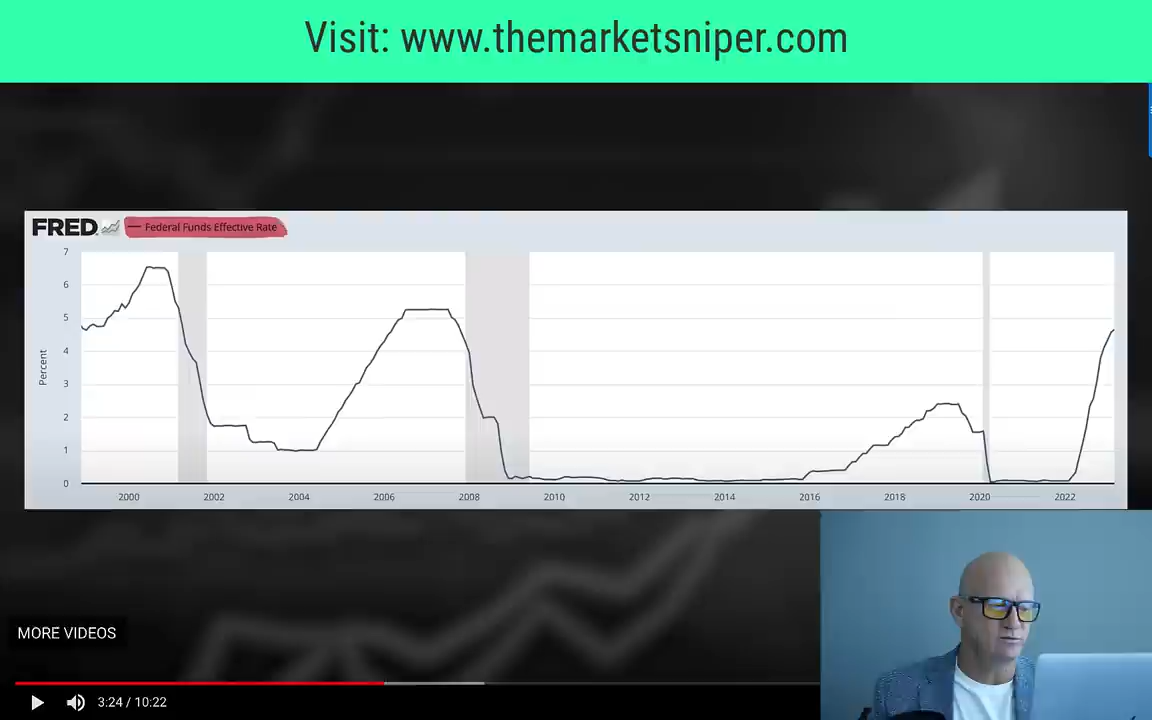 Visit: www.themarketsniper.com
FRED
Federal Funds Effective Rate
7
6
5
4
3
2
1
0
Percent
2000 2002 2004 2006 2008 2010 2012 2014 2016 2018 2020 2022
MORE VIDEOS
3:24 / 10:22